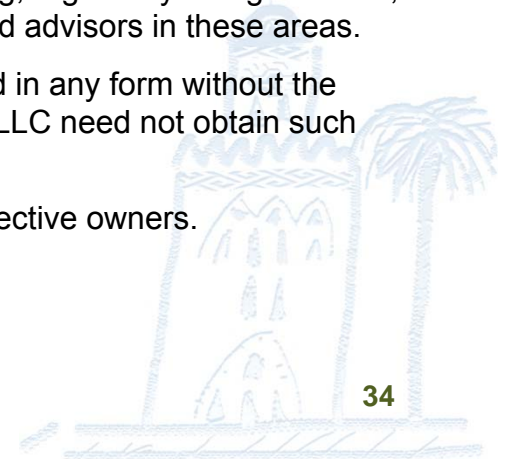 d advisors in these areas.
d in any form without the
LLC need not obtain such
ective owners.
34